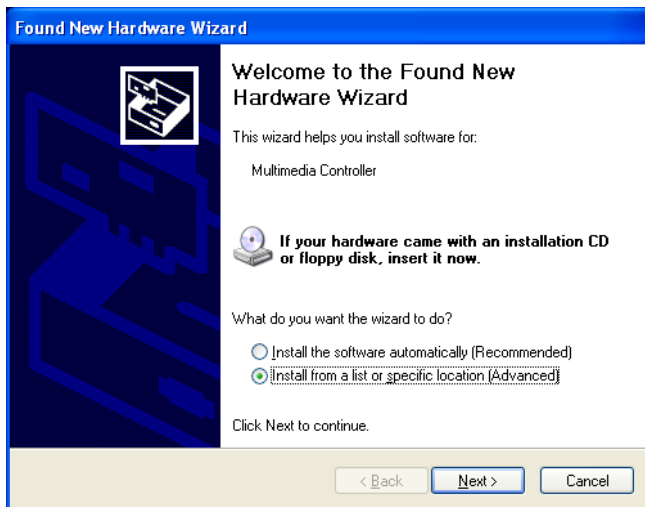 Found New Hardware Wizard
Welcome to the Found New
Hardware Wizard
This wizard helps you install software for:
Multimedia Controller
If your hardware came with an installation CD
or floppy disk, insert it now.
What do you want the wizard to do?
Install the software automatically (Recommended)
Install from a list or specific location (Advanced)
Click Next to continue.
< Back
Next >
Cancel